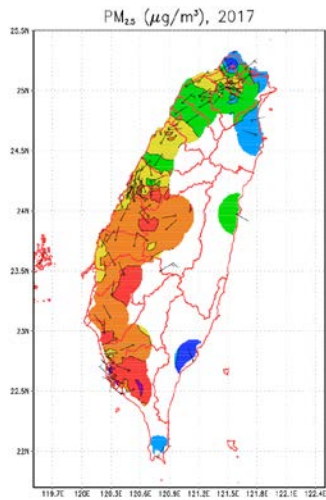 PM2.5 (μg/m³), 2017
25.5N
25N
24.5N
24N
23.5N
23N
22.5N
22N
119.7E 120E 120.3E 120.6E 120.9E 121.2E 121.5E 121.8E 122.1E 122.4E